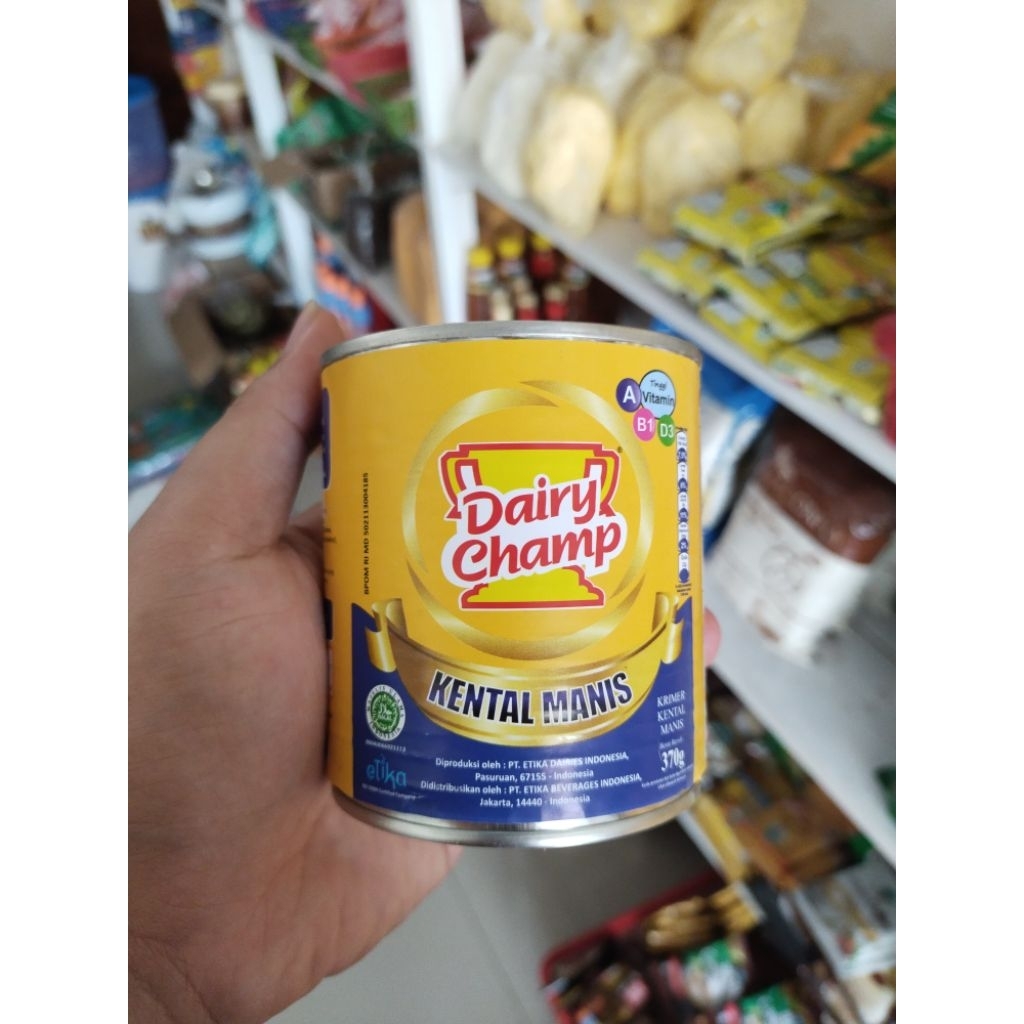 Tinggi
A Vitamin
B1 D3
Dairy
Champ
®
BPOM RI MD 502113004185
KENTAL MANIS
KRIMER
KENTAL
MANIS
370g
etika
Diproduksi oleh : PT. ETIKA DAIRIES INDONESIA,
Pasuruan, 67155 - Indonesia
Didistribusikan oleh : PT. ETIKA BEVERAGES INDONESIA,
Jakarta, 14440 - Indonesia